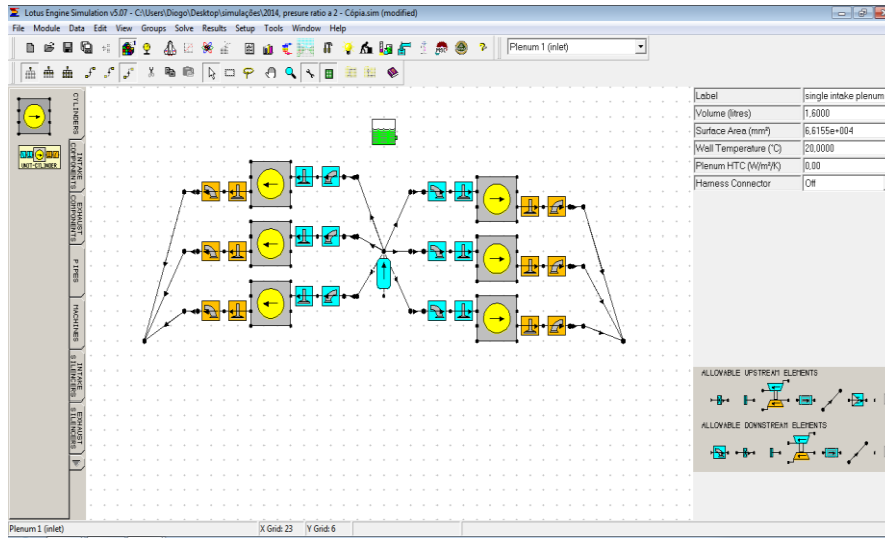 Lotus Engine Simulation v5.07 - C:\Users\Diogo\Desktop\simulações\2014, presure ratio a 2 - Cópia.sim (modified)
File Module Data Edit View Groups Solve Results Setup Tools Window Help
Plenum 1 (inlet)
CYLINDERS
UNIT-CYLINDER
INTAKE COMPONENTS
EXHAUST COMPONENTS
PIPES
MACHINES
INTAKE SILENCERS
EXHAUST SILENCERS
Label single intake plenum
Volume (litres) 1,6000
Surface Area (mm²) 6,6155e+004
Wall Temperature (°C) 20,0000
Plenum HTC (W/m²/K) 0,00
Harness Connector Off
ALLOWABLE UPSTREAM ELEMENTS
ALLOWABLE DOWNSTREAM ELEMENTS
Plenum 1 (inlet) X Grid: 23 Y Grid: 6